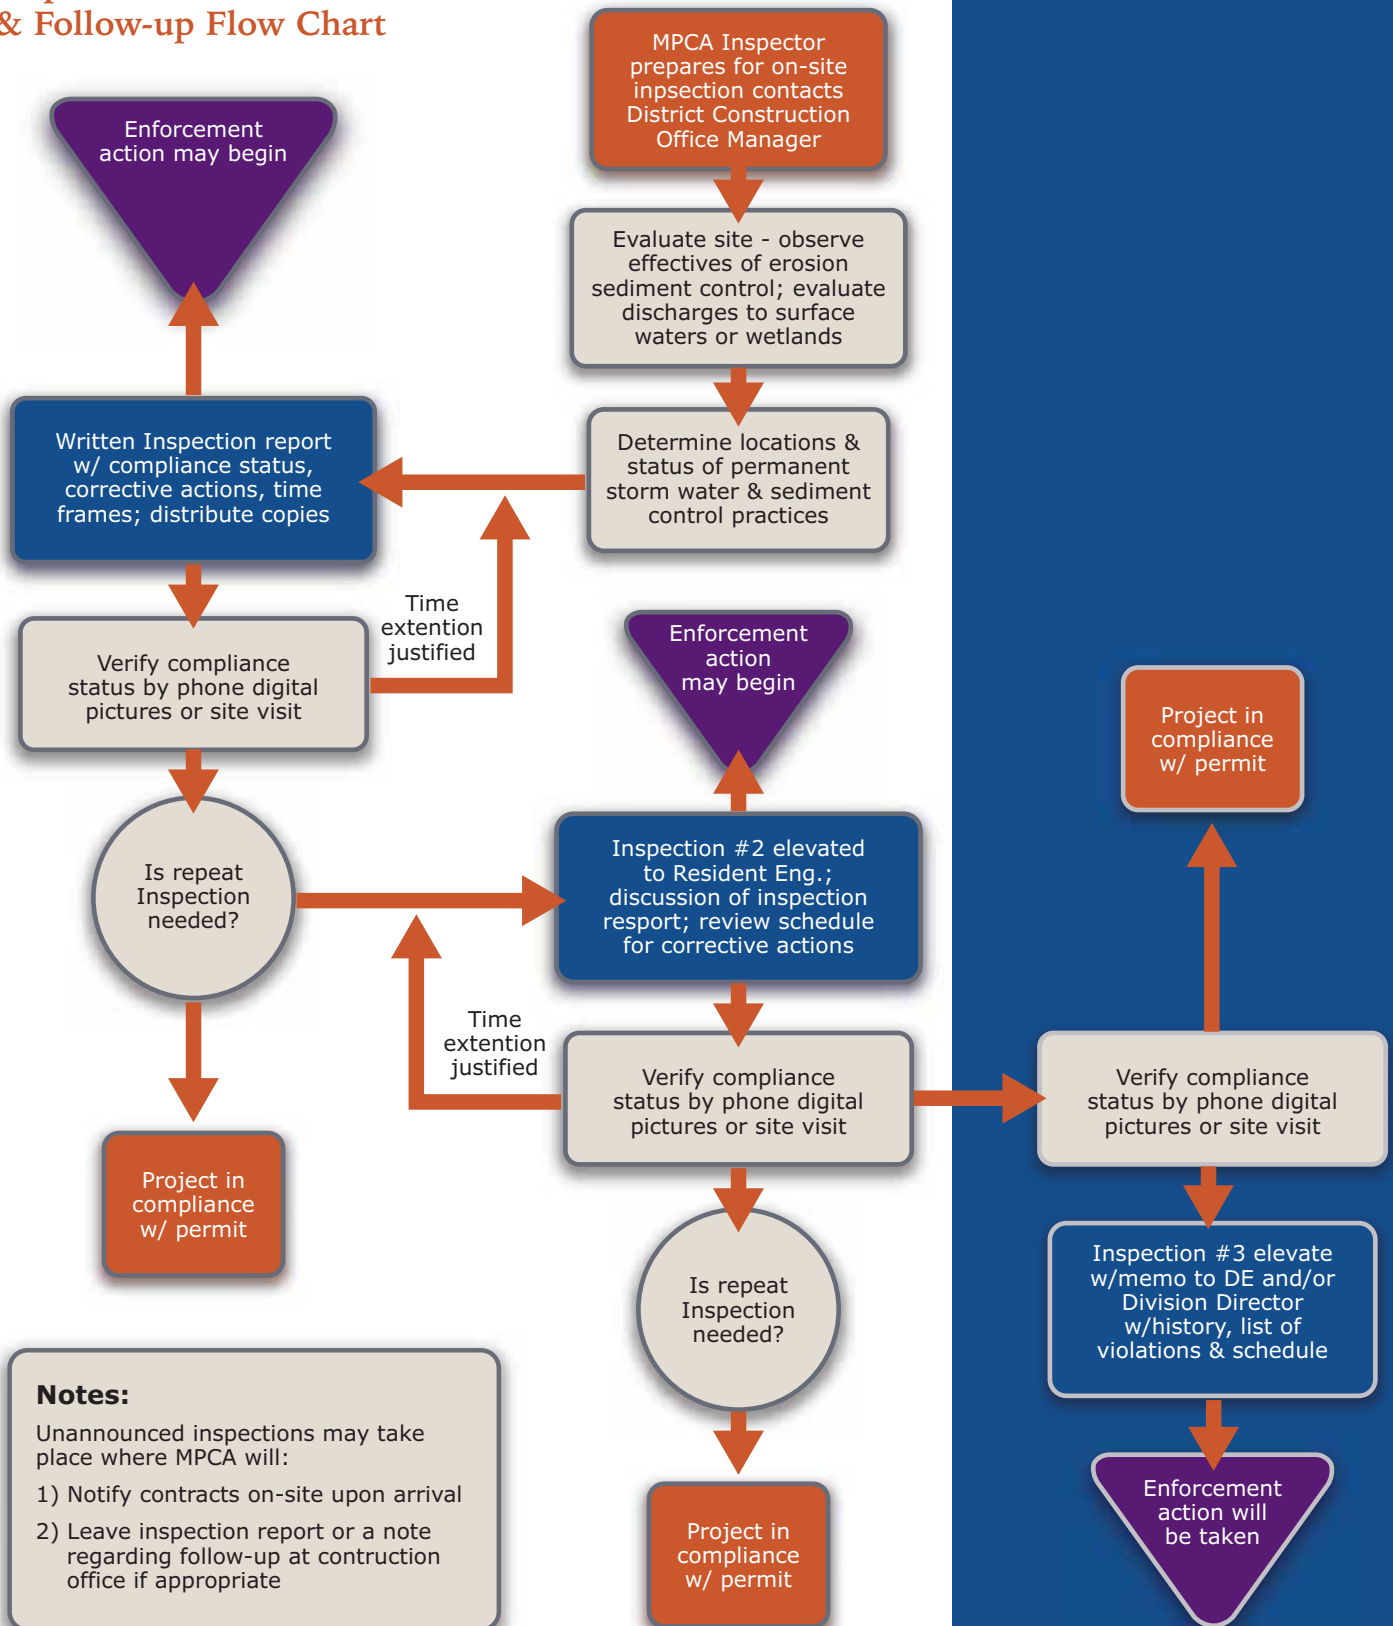 & Follow-up Flow Chart
MPCA Inspector
prepares for on-site
inpsection contacts
District Construction
Office Manager
Enforcement
action may begin
Evaluate site - observe
effectives of erosion
sediment control; evaluate
discharges to surface
waters or wetlands
Written Inspection report
w/ compliance status,
corrective actions, time
frames; distribute copies
Determine locations &
status of permanent
storm water & sediment
control practices
Time
extention
justified
Verify compliance
status by phone digital
pictures or site visit
Enforcement
action
may begin
Project in
compliance
w/ permit
Is repeat
Inspection
needed?
Inspection #2 elevated
to Resident Eng.;
discussion of inspection
resport; review schedule
for corrective actions
Time
extention
justified
Verify compliance
status by phone digital
pictures or site visit
Verify compliance
status by phone digital
pictures or site visit
Project in
compliance
w/ permit
Is repeat
Inspection
needed?
Inspection #3 elevate
w/memo to DE and/or
Division Director
w/history, list of
violations & schedule
Notes:
Unannounced inspections may take
place where MPCA will:
1) Notify contracts on-site upon arrival
2) Leave inspection report or a note
regarding follow-up at contruction
office if appropriate
Project in
compliance
w/ permit
Enforcement
action will
be taken